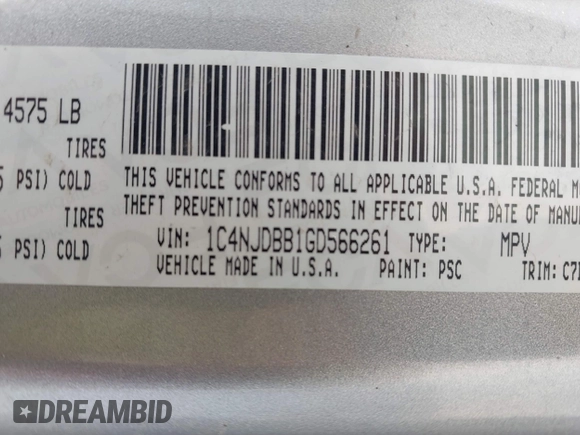 4575 LB
TIRES
PSI) COLD
TIRES
PSI) COLD
THIS VEHICLE CONFORMS TO ALL APPLICABLE U.S.A. FEDERAL
THEFT PREVENTION STANDARDS IN EFFECT ON THE DATE OF
VIN: 1C4NJDBB1GD566261 TYPE: MPV
VEHICLE MADE IN U.S.A. PAINT: PSC TRIM:
DREAMBID